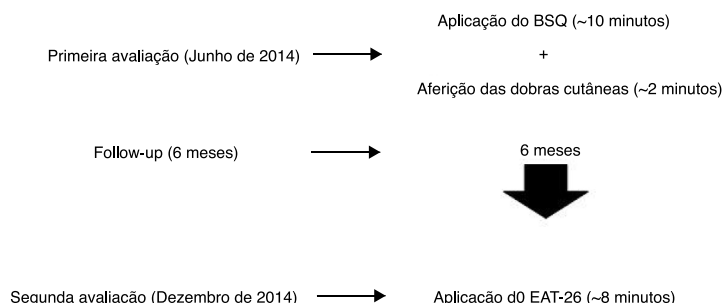 Aplicação do BSQ (~10 minutos)
Primeira avaliação (Junho de 2014)
+
Aferição das dobras cutâneas (~2 minutos)
Follow-up (6 meses)
6 meses
Segunda avaliação (Dezembro de 2014)
Aplicação d0 EAT-26 (~8 minutos)